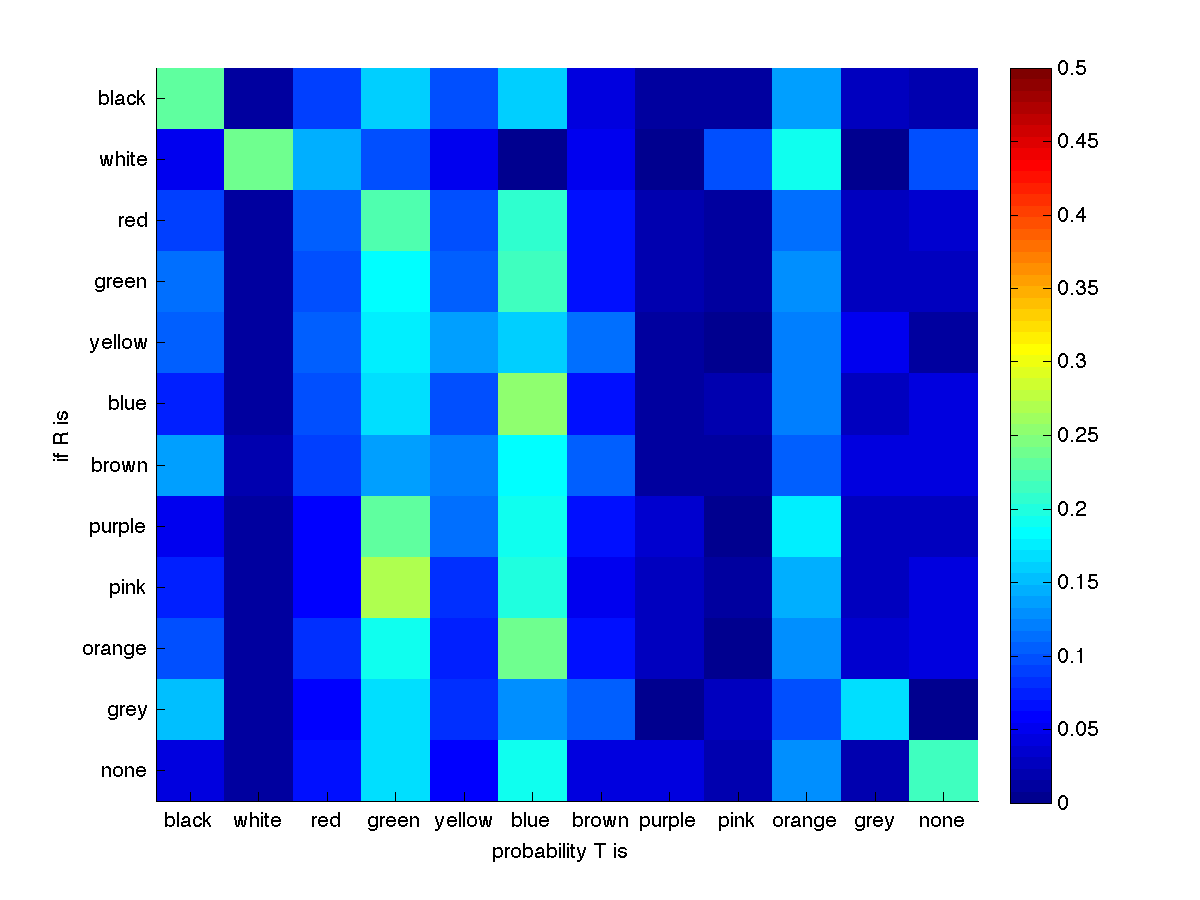 if R is
black
white
red
green
yellow
blue
brown
purple
pink
orange
grey
none
black white red green yellow blue brown purple pink orange grey none
probability T is
0.5
0.45
0.4
0.35
0.3
0.25
0.2
0.15
0.1
0.05
0